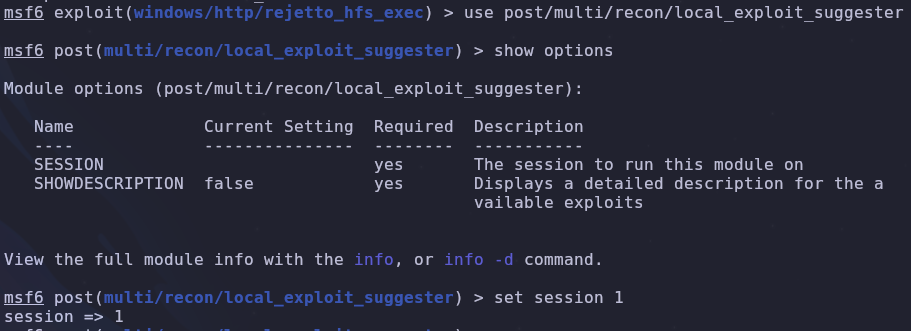 msf6 exploit(windows/http/rejetto_hfs_exec) > use post/multi/recon/local_exploit_suggester
msf6 post(multi/recon/local_exploit_suggester) > show options
Module options (post/multi/recon/local_exploit_suggester):
Name Current Setting Required Description
---- --------------- -------- -----------
SESSION yes The session to run this module on
SHOWDESCRIPTION false yes Displays a detailed description for the a
vailable exploits
View the full module info with the info, or info -d command.
msf6 post(multi/recon/local_exploit_suggester) > set session 1
session => 1